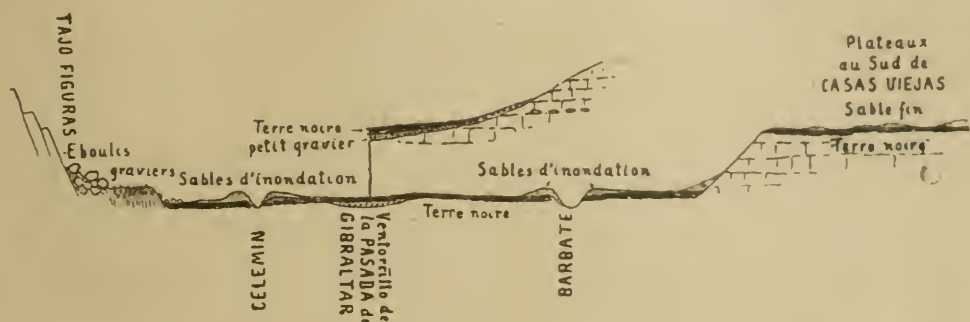 TAJO FIGURAS
Eboulis
graviers
Sables d'inondation
Terre noire
petit gravier
Sables d'inondation
Terre noire
Plateaux
au Sud de
CASAS VIEJAS
Sable fin
Terre noire
CELEMIN
Ventorrillo de
la PASADA de
GIBRALTAR
BARBATE